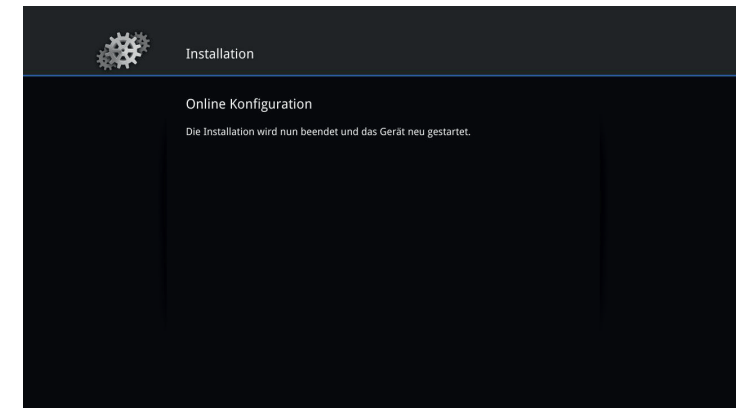 Installation
Online Konfiguration
Die Installation wird nun beendet und das Gerät neu gestartet.